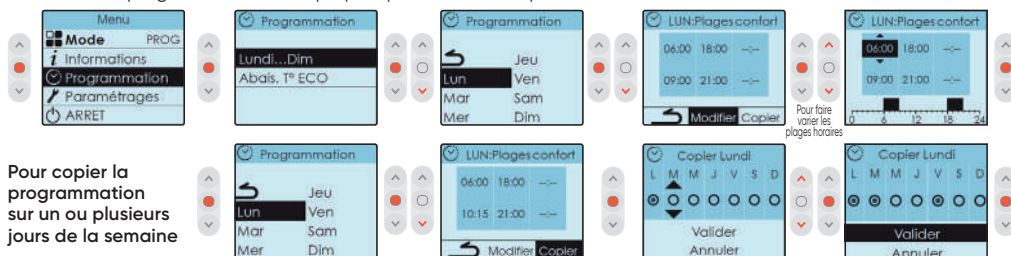 Menu
Mode PROG
Informations
Programmation
Paramétrages
ARRET
Programmation
Lundi...Dim
Abais. T° ECO
Programmation
Jeu
Lun Ven
Mar Sam
Mer Dim
LUN:Plages confort
06:00 18:00 --:--
09:00 21:00 --:--
Modifier Copier
Pour faire
varier les
plages horaires
LUN:Plages confort
06:00 18:00 --:--
09:00 21:00 --:--
0 6 12 18 24
Pour copier la
programmation
sur un ou plusieurs
jours de la semaine
Programmation
Jeu
Lun Ven
Mar Sam
Mer Dim
LUN:Plages confort
06:00 18:00 --:--
10:15 21:00 --:--
Modifier Copier
Copier Lundi
L M M J V S D
Valider
Annuler
Copier Lundi
L M M J V S D
Valider
Annuler